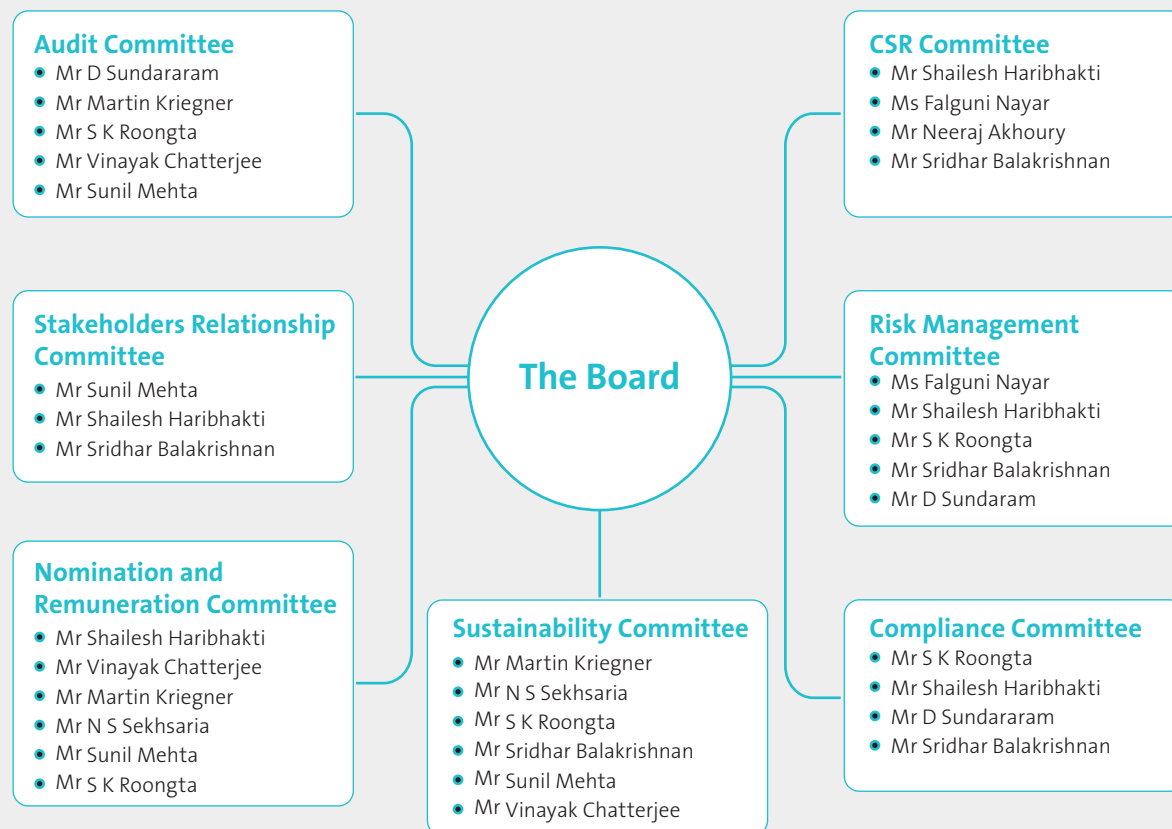 Audit Committee
Mr D Sundararam
Mr Martin Kriegner
Mr S K Roongta
Mr Vinayak Chatterjee
Mr Sunil Mehta
CSR Committee
Mr Shailesh Haribhakti
Ms Falguni Nayar
Mr Neeraj Akhoury
Mr Sridhar Balakrishnan
Stakeholders Relationship
Committee
Mr Sunil Mehta
Mr Shailesh Haribhakti
Mr Sridhar Balakrishnan
The Board
Risk Management
Committee
Ms Falguni Nayar
Mr Shailesh Haribhakti
Mr S K Roongta
Mr Sridhar Balakrishnan
Mr D Sundaram
Nomination and
Remuneration Committee
Mr Shailesh Haribhakti
Mr Vinayak Chatterjee
Mr Martin Kriegner
Mr N S Sekhsaria
Mr Sunil Mehta
Mr S K Roongta
Sustainability Committee
Mr Martin Kriegner
Mr N S Sekhsaria
Mr S K Roongta
Mr Sridhar Balakrishnan
Mr Sunil Mehta
Mr Vinayak Chatterjee
Compliance Committee
Mr S K Roongta
Mr Shailesh Haribhakti
Mr D Sundararam
Mr Sridhar Balakrishnan